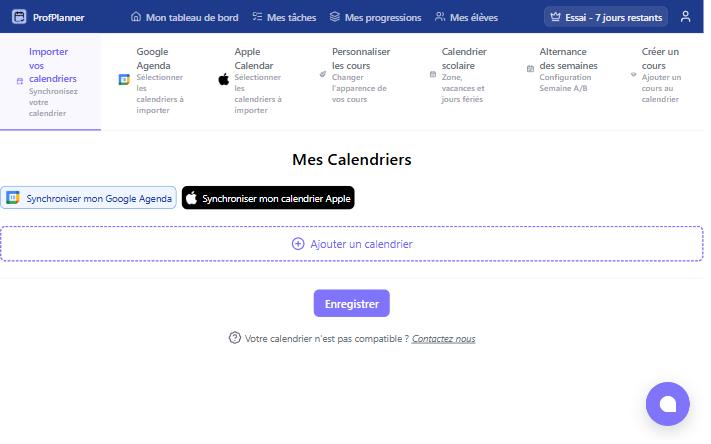 ProfPlanner
Mon tableau de bord
Mes tâches
Mes progressions
Mes élèves
Essai - 7 jours restants
Importer
vos
calendriers
Synchronisez
votre
calendrier
Google
Agenda
Sélectionner
les
calendriers à
importer
Apple
Calendar
Sélectionner
les
calendriers à
importer
Personnaliser
les cours
Changer
l'apparence de
vos cours
Calendrier
scolaire
Zone,
vacances et
jours fériés
Alternance
des semaines
Configuration
Semaine A/B
Créer un
cours
Ajouter un
cours au
calendrier
Mes Calendriers
Synchroniser mon Google Agenda
Synchroniser mon calendrier Apple
Ajouter un calendrier
Enregistrer
Votre calendrier n'est pas compatible ? Contactez nous